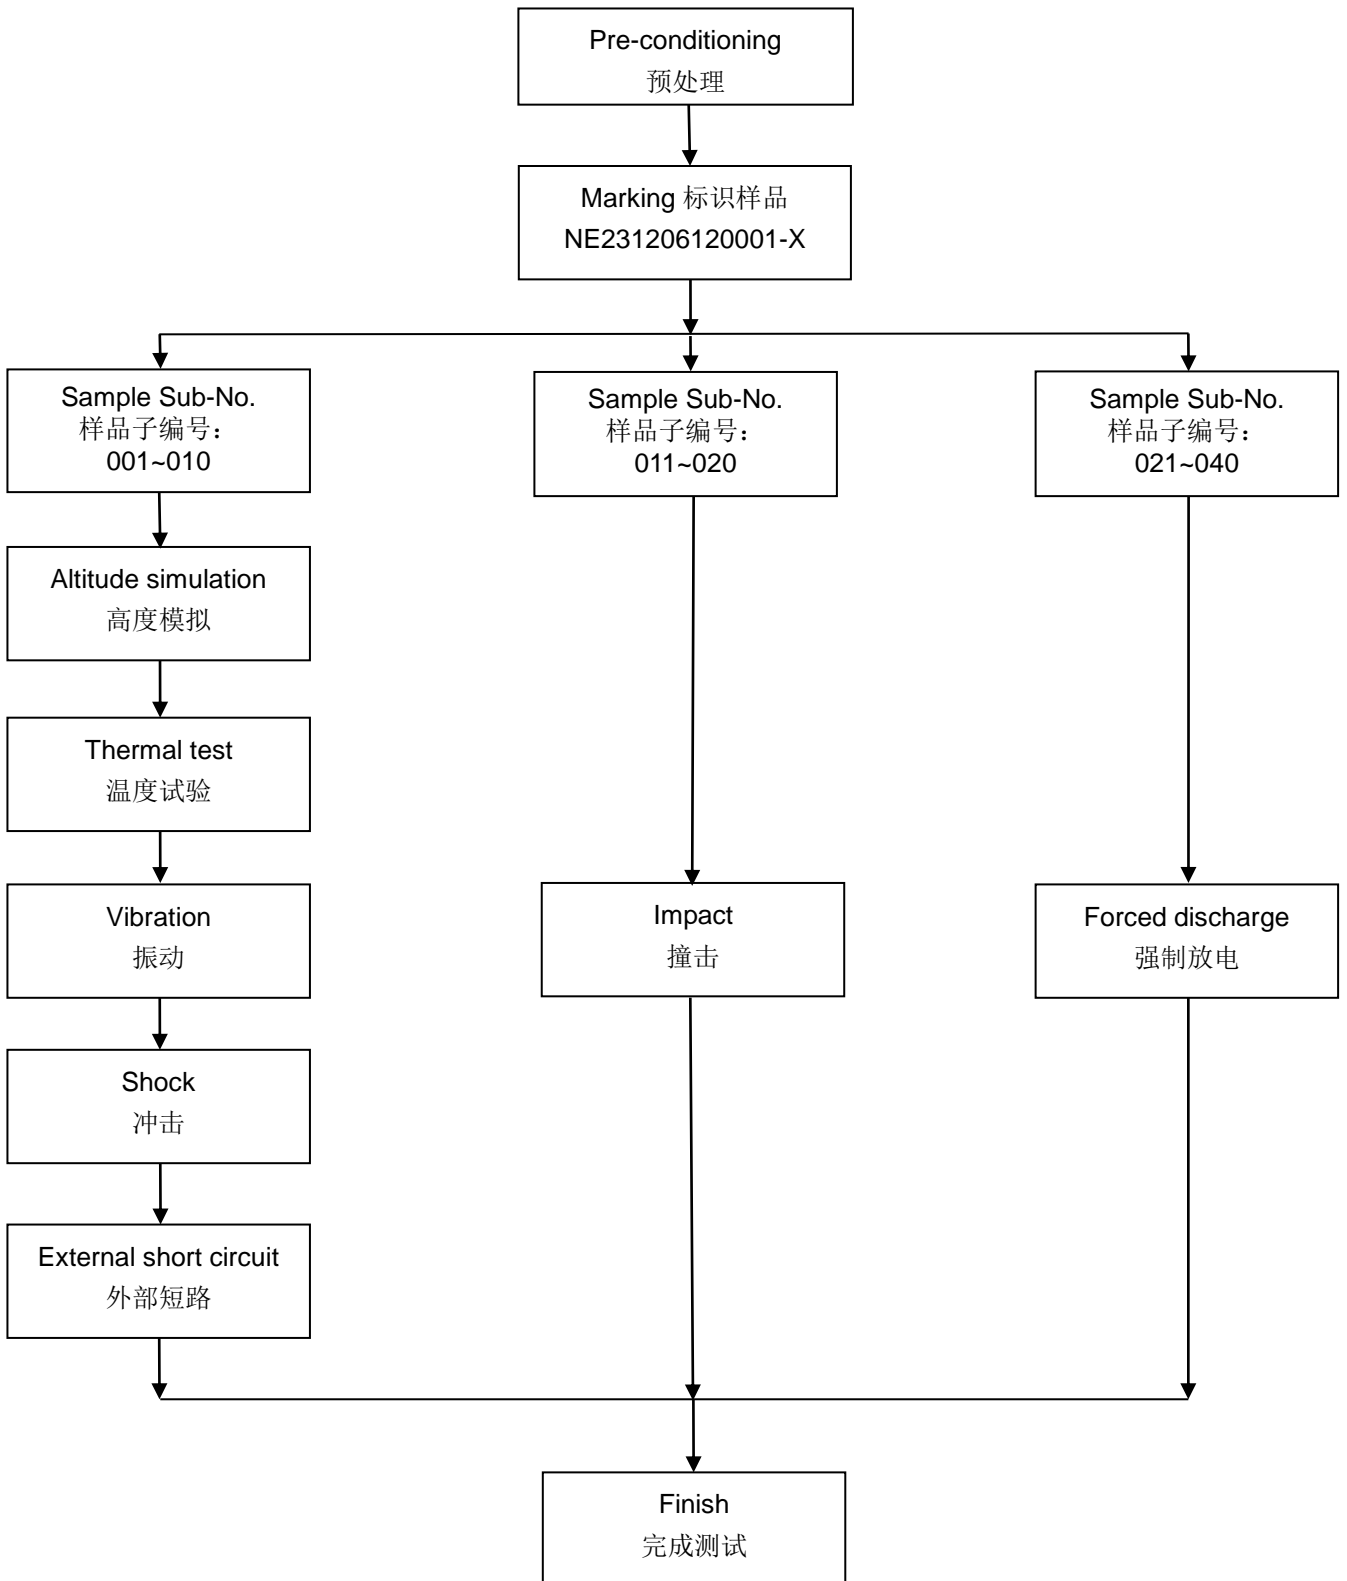 Pre-conditioning
预处理
Marking 标识样品
NE231206120001-X
Sample Sub-No.
样品子编号：
001~010
Sample Sub-No.
样品子编号：
011~020
Sample Sub-No.
样品子编号：
021~040
Altitude simulation
高度模拟
Thermal test
温度试验
Vibration
振动
Impact
撞击
Forced discharge
强制放电
Shock
冲击
External short circuit
外部短路
Finish
完成测试